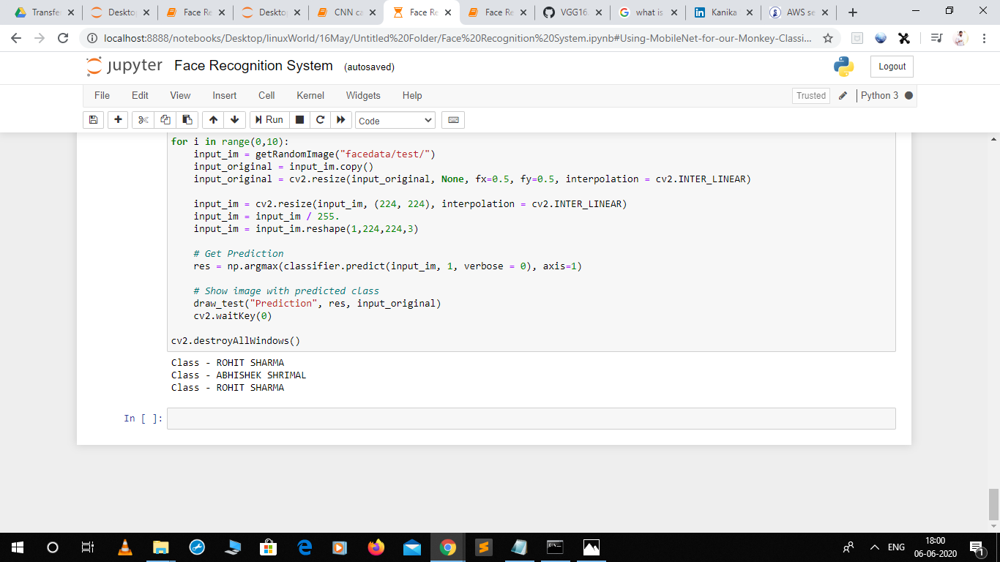 Transfe
Desktop
Face Re
Desktop
CNN ca
Face Re
Face Re
VGG16.
what is
Kanika
AWS se
localhost:8888/notebooks/Desktop/linuxWorld/16May/Untitled%20Folder/Face%20Recognition%20System.ipynb#Using-MobileNet-for-our-Monkey-Classi...
jupyter Face Recognition System (autosaved)
Logout
File Edit View Insert Cell Kernel Widgets Help
Trusted
Python 3
Run
Code
for i in range(0,10):
    input_im = getRandomImage("facedata/test/")
    input_original = input_im.copy()
    input_original = cv2.resize(input_original, None, fx=0.5, fy=0.5, interpolation = cv2.INTER_LINEAR)
    input_im = cv2.resize(input_im, (224, 224), interpolation = cv2.INTER_LINEAR)
    input_im = input_im / 255.
    input_im = input_im.reshape(1,224,224,3)
    # Get Prediction
    res = np.argmax(classifier.predict(input_im, 1, verbose = 0), axis=1)
    # Show image with predicted class
    draw_test("Prediction", res, input_original)
    cv2.waitKey(0)
cv2.destroyAllWindows()
Class - ROHIT SHARMA
Class - ABHISHEK SHRIMAL
Class - ROHIT SHARMA
In [ ]:
ENG
18:00
06-06-2020
1